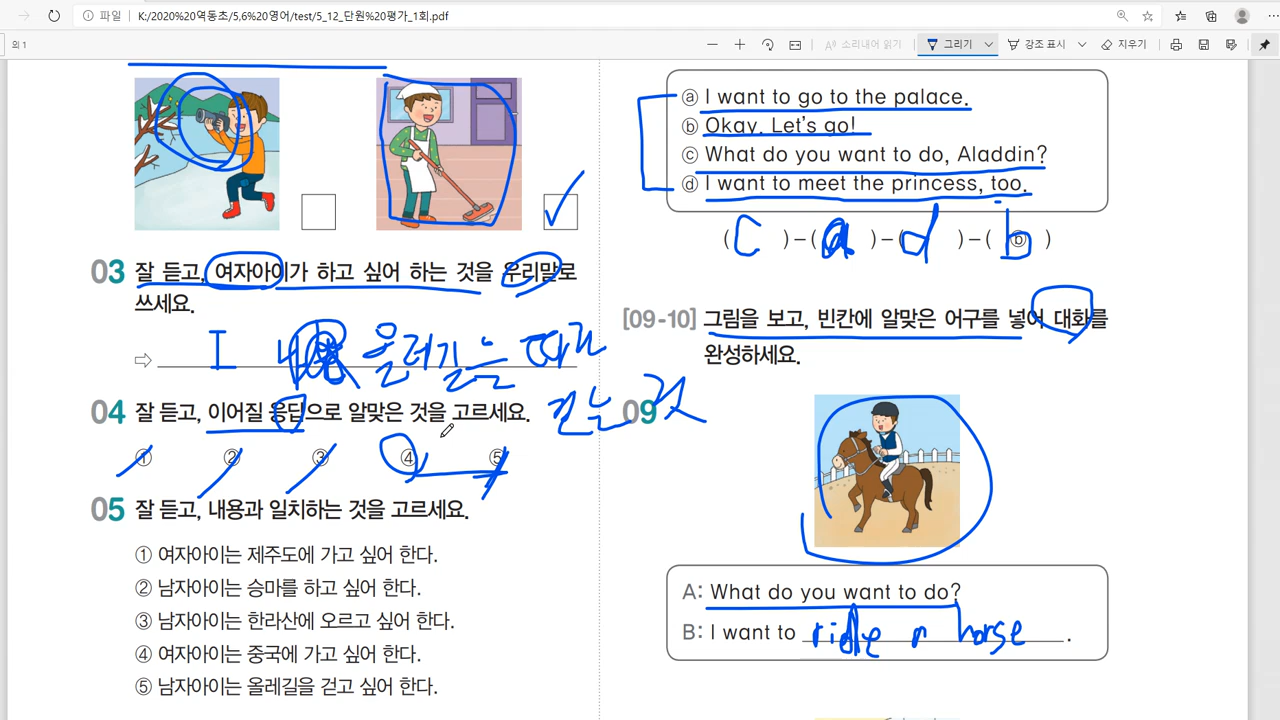 파일 K:/2020%20역동초/5,6%20영어/test/5_12_단원%20평가_1회.pdf
의 1
소리내어 읽기 그리기 강조 표시 지우기
03 잘 듣고, 여자아이가 하고 싶어 하는 것을 우리말로
쓰세요.
⇨ I 올레길을 따라
걷는 것
04 잘 듣고, 이어질 응답으로 알맞은 것을 고르세요.
① ② ③ ④ ⑤
05 잘 듣고, 내용과 일치하는 것을 고르세요.
① 여자아이는 제주도에 가고 싶어 한다.
② 남자아이는 승마를 하고 싶어 한다.
③ 남자아이는 한라산에 오르고 싶어 한다.
④ 여자아이는 중국에 가고 싶어 한다.
⑤ 남자아이는 올레길을 걷고 싶어 한다.
ⓐ I want to go to the palace.
ⓑ Okay. Let's go!
ⓒ What do you want to do, Aladdin?
ⓓ I want to meet the princess, too.
( c ) – ( a ) – ( d ) – ( ⓑ )
[09-10] 그림을 보고, 빈칸에 알맞은 어구를 넣어 대화를
완성하세요.
09
A: What do you want to do?
B: I want to ride a horse .